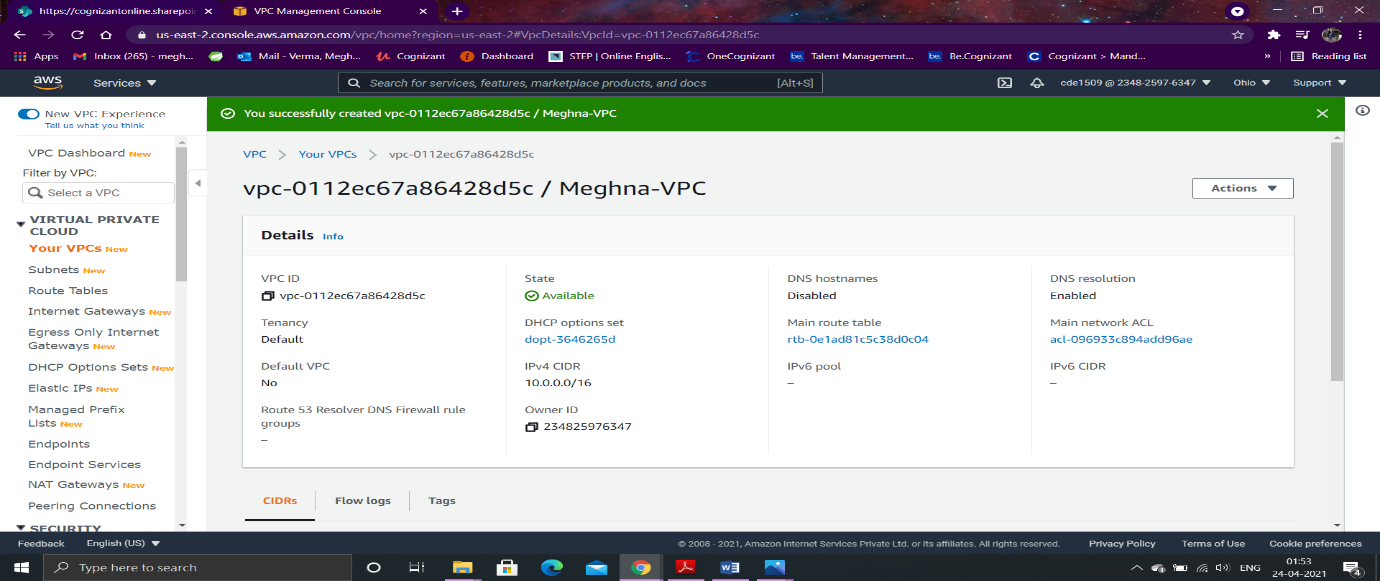 https://cognizantonline.sharepoi
VPC Management Console
us-east-2.console.aws.amazon.com/vpc/home?region=us-east-2#VpcDetails:VpcId=vpc-0112ec67a86428d5c
Apps
Inbox (265) - megh...
Mail - Verma, Megh...
Cognizant
Dashboard
STEP | Online Englis...
OneCognizant
be. Talent Management...
be. Be.Cognizant
C Cognizant > Mand...
»
Reading list
aws
Services
Search for services, features, marketplace products, and docs
[Alt+S]
cde1509 @ 2348-2597-6347
Ohio
Support
New VPC Experience
Tell us what you think
VPC Dashboard New
Filter by VPC:
Select a VPC
VIRTUAL PRIVATE
CLOUD
Your VPCs New
Subnets New
Route Tables
Internet Gateways New
Egress Only Internet
Gateways New
DHCP Options Sets New
Elastic IPs New
Managed Prefix
Lists New
Endpoints
Endpoint Services
NAT Gateways New
Peering Connections
SECURITY
You successfully created vpc-0112ec67a86428d5c / Meghna-VPC
VPC > Your VPCs > vpc-0112ec67a86428d5c
vpc-0112ec67a86428d5c / Meghna-VPC
Actions
Details Info
VPC ID
vpc-0112ec67a86428d5c
State
Available
DNS hostnames
Disabled
DNS resolution
Enabled
Tenancy
Default
DHCP options set
dopt-3646265d
Main route table
rtb-0e1ad81c5c38d0c04
Main network ACL
acl-096933c894add96ae
Default VPC
No
IPv4 CIDR
10.0.0.0/16
IPv6 pool
–
IPv6 CIDR
–
Route 53 Resolver DNS Firewall rule
groups
–
Owner ID
234825976347
CIDRs
Flow logs
Tags
Feedback
English (US)
© 2008 - 2021, Amazon Internet Services Private Ltd. or its affiliates. All rights reserved.
Privacy Policy
Terms of Use
Cookie preferences
Type here to search
ENG
01:53
24-04-2021
4